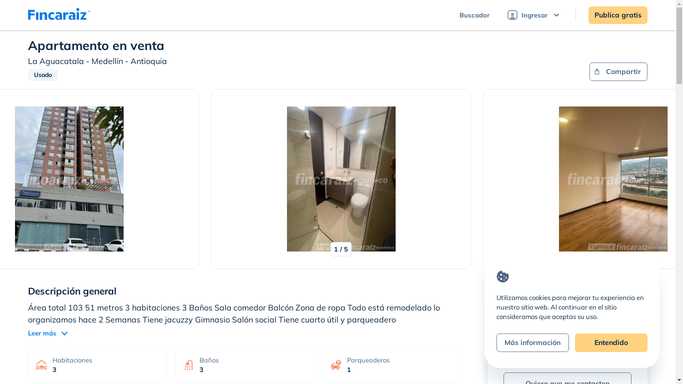 Fincaraiz
Buscador
Ingresar
Publica gratis
Apartamento en venta
La Aguacatala - Medellín - Antioquia
Usado
Compartir
fincaraiz
1 / 5
Descripción general
Área total 103 51 metros 3 habitaciones 3 Baños Sala comedor Balcón Zona de ropa Todo está remodelado lo
organizamos hace 2 Semanas Tiene jacuzzy Gimnasio Salón social Tiene cuarto útil y parqueadero
Leer más
Habitaciones
3
Baños
3
Parqueaderos
1
Utilizamos cookies para mejorar tu experiencia en
nuestro sitio web. Al continuar en el sitio
consideramos que aceptas su uso.
Más información
Entendido
Quiero que me contacten